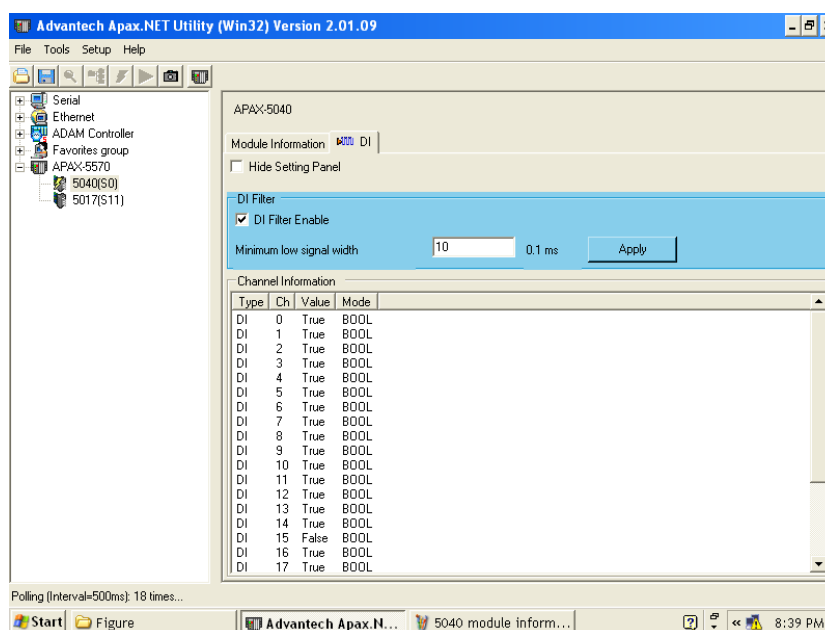 Advantech Apax.NET Utility (Win32) Version 2.01.09
File Tools Setup Help
Serial
Ethernet
ADAM Controller
Favorites group
APAX-5570
5040(S0)
5017(S11)
APAX-5040
Module Information DI
Hide Setting Panel
DI Filter
DI Filter Enable
Minimum low signal width 10 0.1 ms Apply
Channel Information
Type Ch Value Mode
DI 0 True BOOL
DI 1 True BOOL
DI 2 True BOOL
DI 3 True BOOL
DI 4 True BOOL
DI 5 True BOOL
DI 6 True BOOL
DI 7 True BOOL
DI 8 True BOOL
DI 9 True BOOL
DI 10 True BOOL
DI 11 True BOOL
DI 12 True BOOL
DI 13 True BOOL
DI 14 True BOOL
DI 15 False BOOL
DI 16 True BOOL
DI 17 True BOOL
Polling (Interval=500ms): 18 times...
Start Figure Advantech Apax.N... 5040 module inform... 8:39 PM